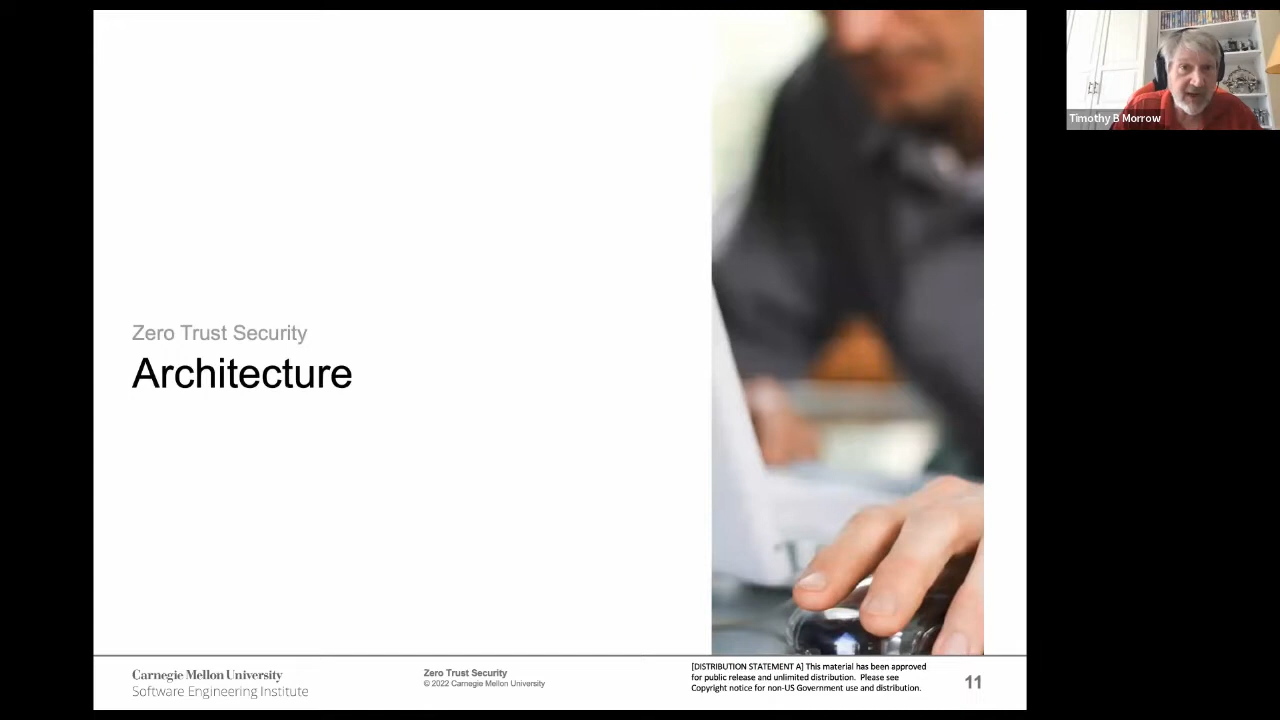 Timothy B Morrow
Zero Trust Security
Architecture
Carnegie Mellon University
Software Engineering Institute
Zero Trust Security
© 2022 Carnegie Mellon University
[DISTRIBUTION STATEMENT A] This material has been approved
for public release and unlimited distribution.  Please see
Copyright notice for non-US Government use and distribution.
11